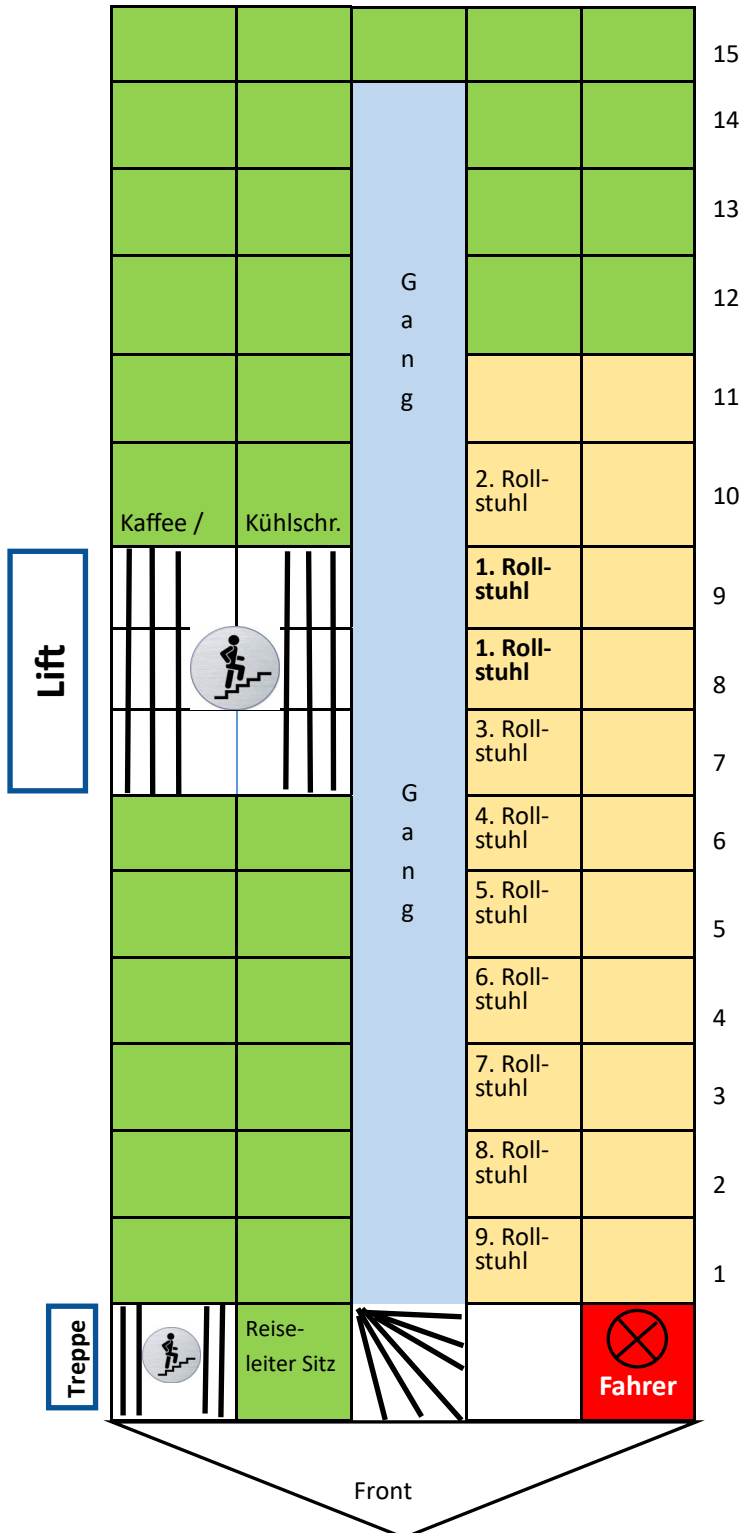 15
14
13
G
a
n
g
12
11
2. Roll-
stuhl
10
Kaffee /
Kühlschr.
Lift
1. Roll-
stuhl
9
1. Roll-
stuhl
8
3. Roll-
stuhl
7
G
a
n
g
4. Roll-
stuhl
6
5. Roll-
stuhl
5
6. Roll-
stuhl
4
7. Roll-
stuhl
3
8. Roll-
stuhl
2
9. Roll-
stuhl
1
Treppe
Reise-
leiter Sitz
Fahrer
Front